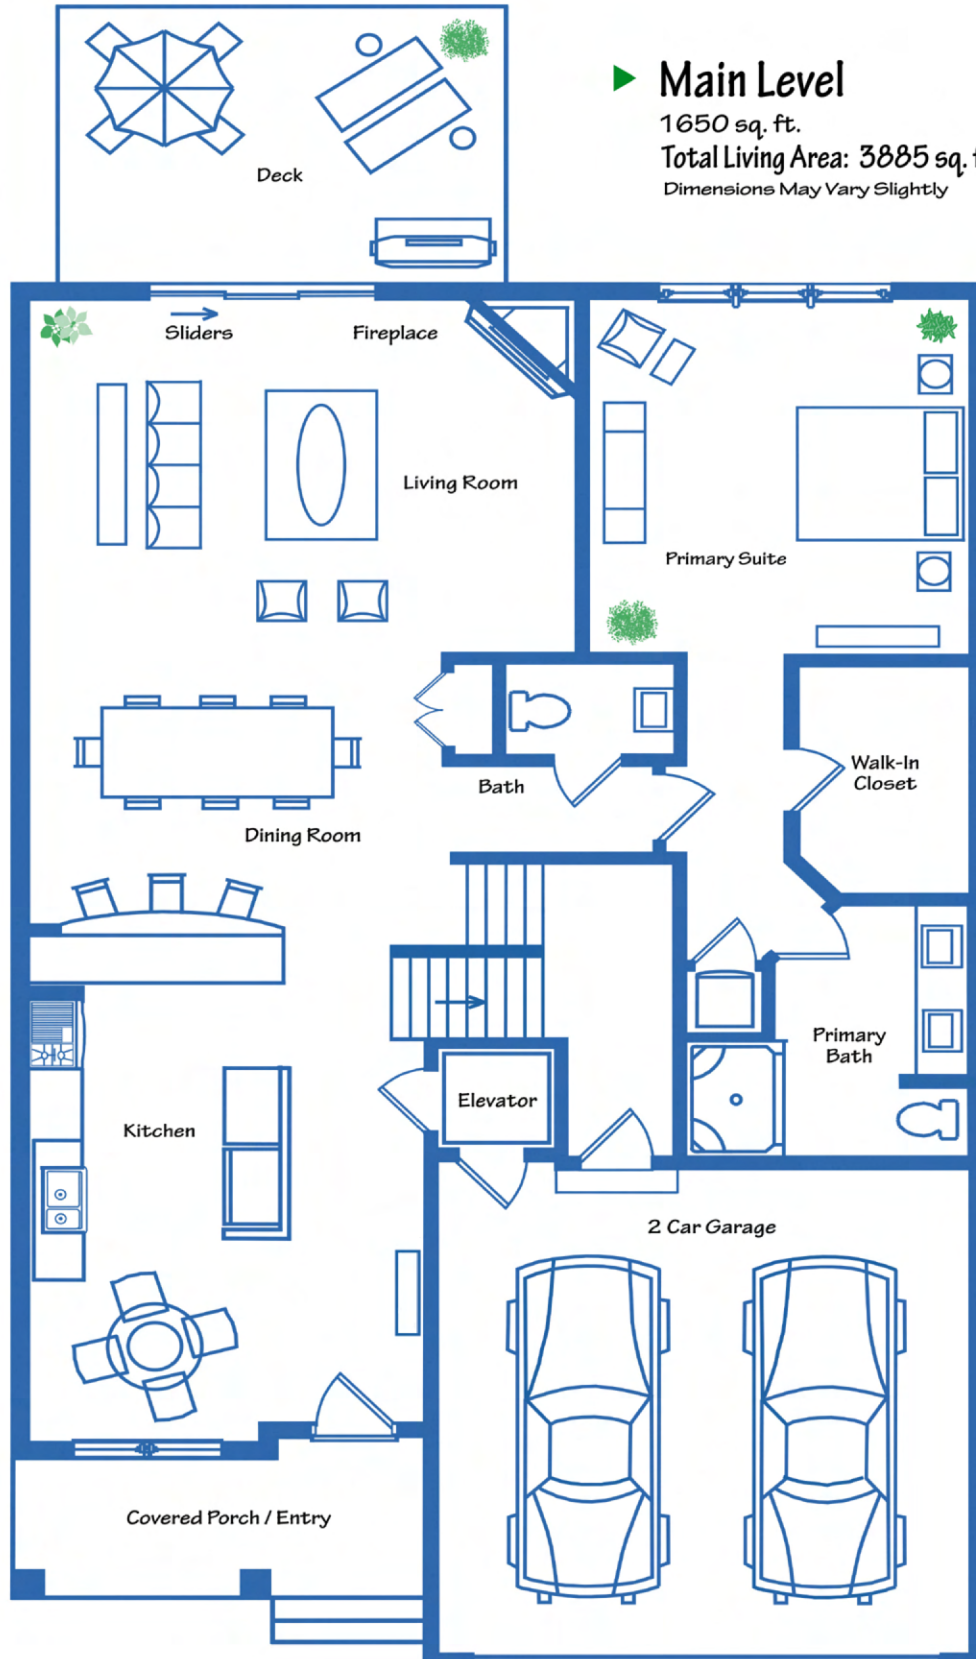 Main Level
1650 sq. ft.
Total Living Area: 3885 sq.
Dimensions May Vary Slightly
Deck
Sliders
Fireplace
Living Room
Primary Suite
Walk-In
Closet
Bath
Dining Room
Primary
Bath
Elevator
Kitchen
2 Car Garage
Covered Porch / Entry